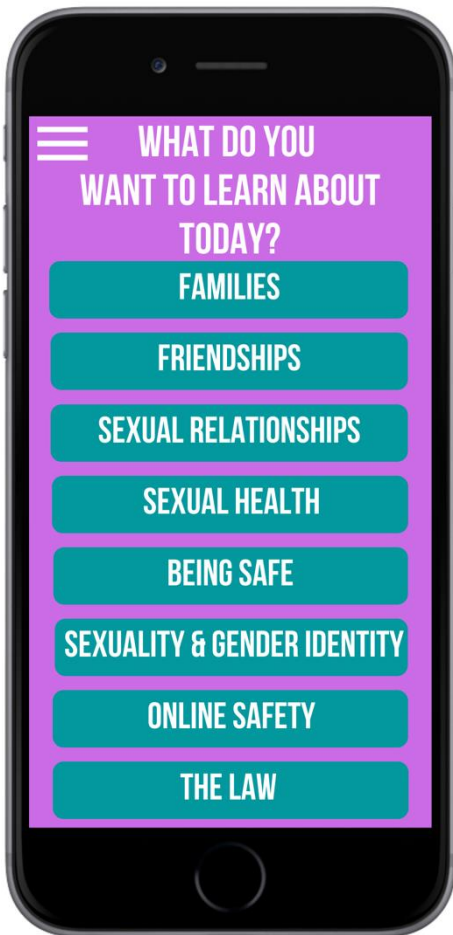 WHAT DO YOU
WANT TO LEARN ABOUT
TODAY?
FAMILIES
FRIENDSHIPS
SEXUAL RELATIONSHIPS
SEXUAL HEALTH
BEING SAFE
SEXUALITY & GENDER IDENTITY
ONLINE SAFETY
THE LAW